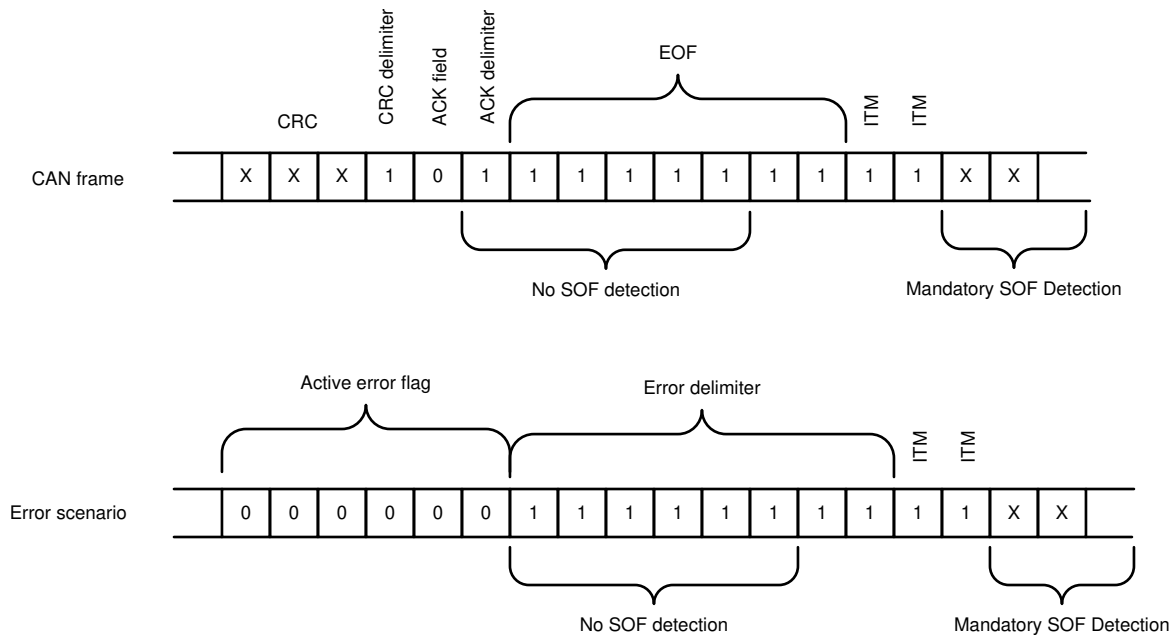 CRC delimiter
ACK field
ACK delimiter
EOF
ITM
ITM
CRC
CAN frame
X X X 1 0 1 1 1 1 1 1 1 1 1 1 X X
No SOF detection
Mandatory SOF Detection
Active error flag
Error delimiter
ITM
ITM
Error scenario
0 0 0 0 0 0 1 1 1 1 1 1 1 1 1 1 X X
No SOF detection
Mandatory SOF Detection